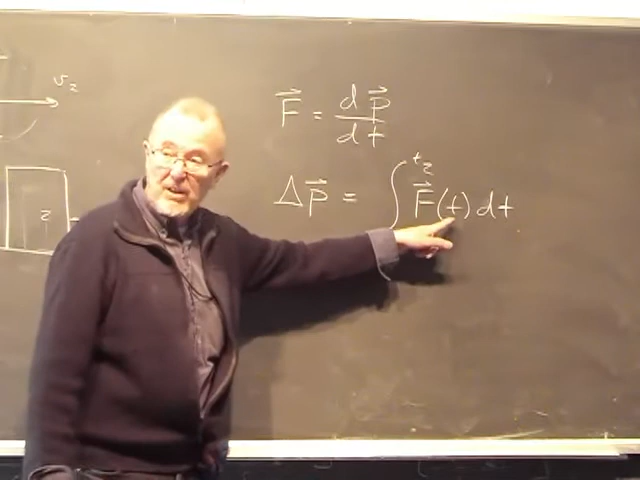 v₂
2
F⃗ = dp⃗/dt
Δp⃗ = ∫^t₂ F⃗(t)dt